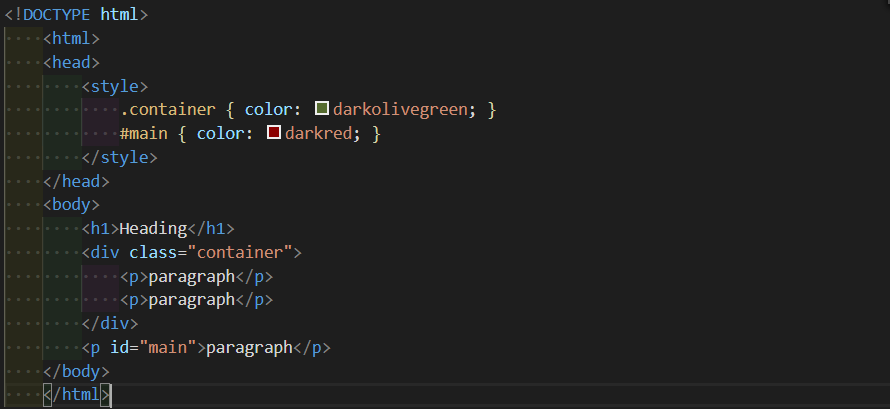 <!DOCTYPE html>
<html>
<head>
<style>
.container { color: darkolivegreen; }
#main { color: darkred; }
</style>
</head>
<body>
<h1>Heading</h1>
<div class="container">
<p>paragraph</p>
<p>paragraph</p>
</div>
<p id="main">paragraph</p>
</body>
</html>